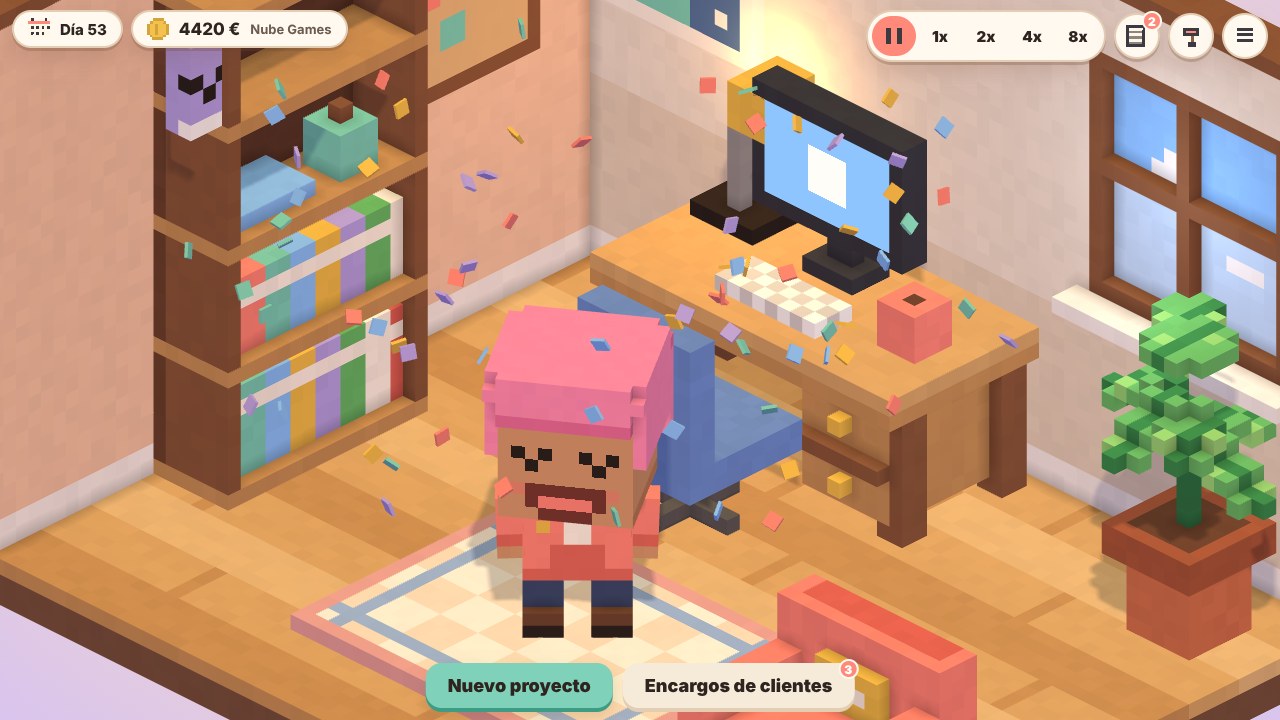 Día 53
4420 € Nube Games
1x 2x 4x 8x
2
Nuevo proyecto
Encargos de clientes
3